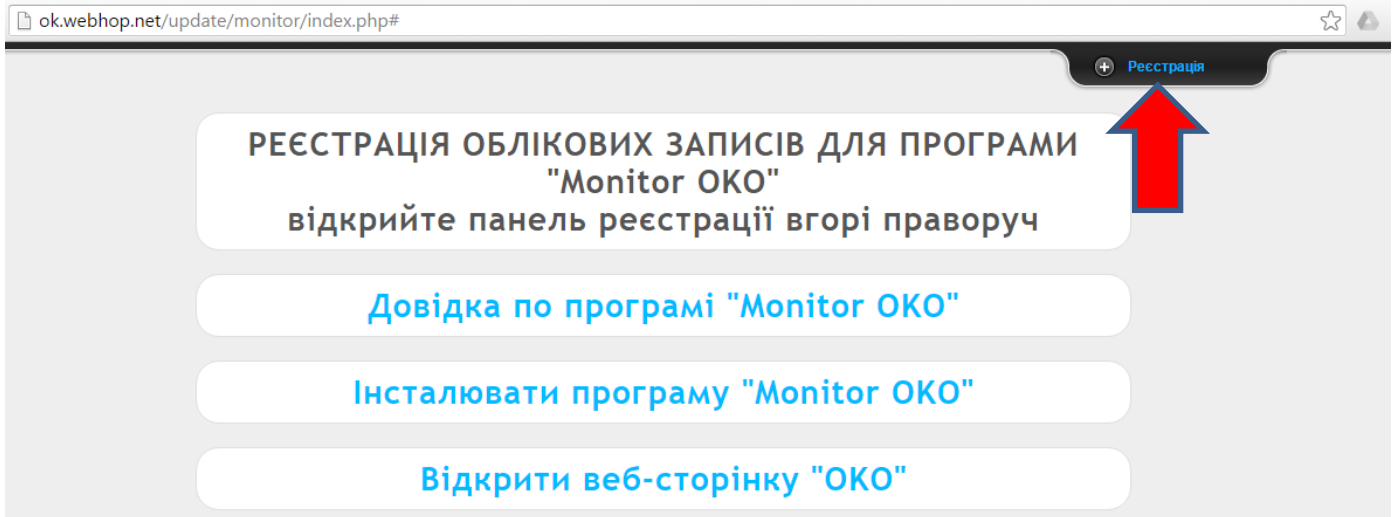 ok.webhop.net/update/monitor/index.php#
Реєстрація
РЕЄСТРАЦІЯ ОБЛІКОВИХ ЗАПИСІВ ДЛЯ ПРОГРАМИ
"Monitor OKO"
відкрийте панель реєстрації вгорі праворуч
Довідка по програмі "Monitor OKO"
Інсталювати програму "Monitor OKO"
Відкрити веб-сторінку "ОКО"